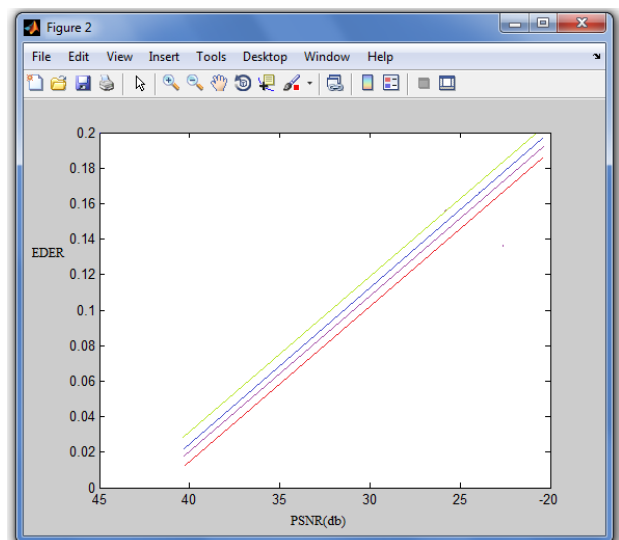 Figure 2
File Edit View Insert Tools Desktop Window Help
0.2
0.18
0.16
0.14
EDER
0.12
0.1
0.08
0.06
0.04
0.02
0
45 40 35 30 25 -20
PSNR(db)